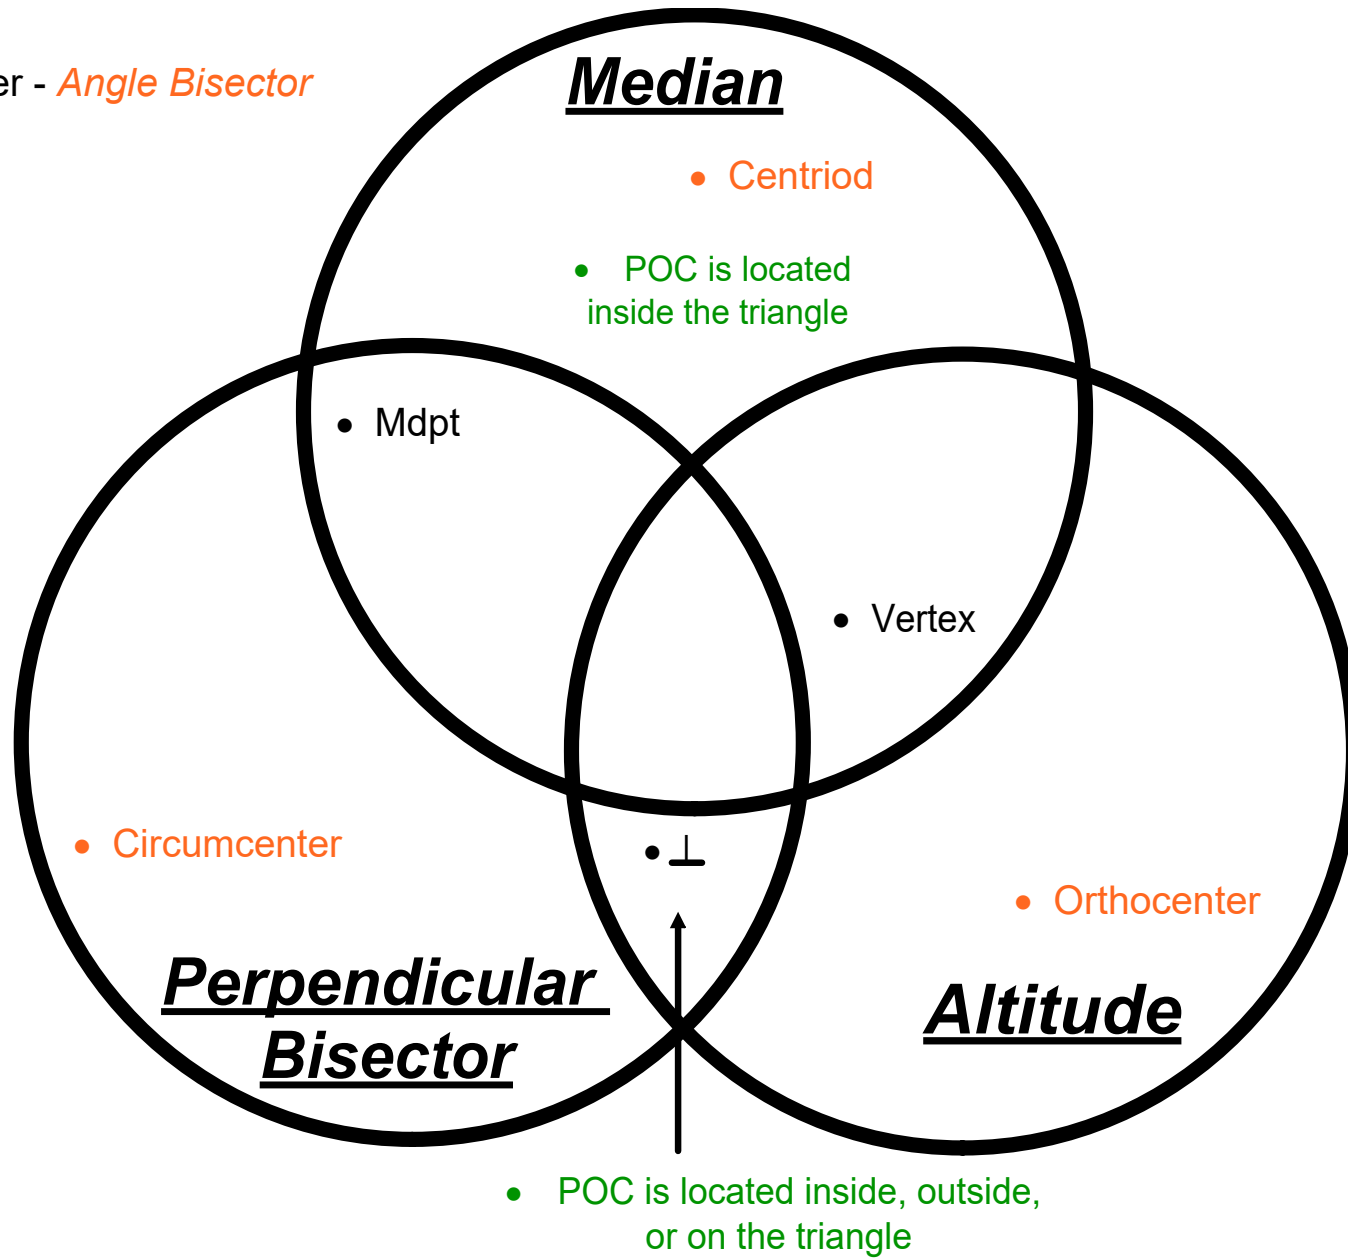 er - Angle Bisector
Median
• Centriod
• POC is located
inside the triangle
• Mdpt
• Vertex
• Circumcenter
• ⊥
• Orthocenter
Perpendicular
Bisector
Altitude
• POC is located inside, outside,
or on the triangle